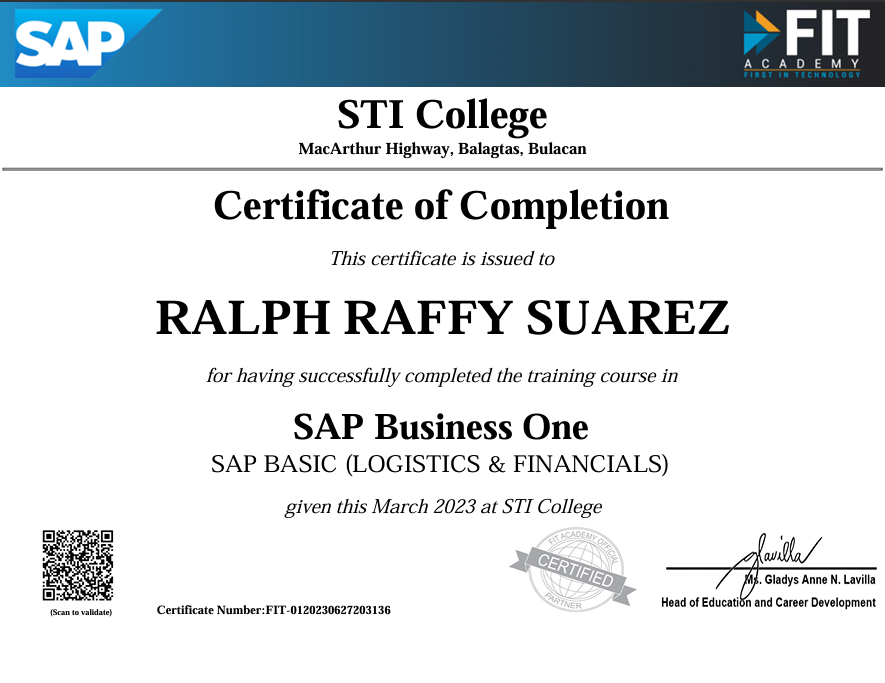 SAP
FIT
ACADEMY
FIRST IN TECHNOLOGY
STI College
MacArthur Highway, Balagtas, Bulacan
Certificate of Completion
This certificate is issued to
RALPH RAFFY SUAREZ
for having successfully completed the training course in
SAP Business One
SAP BASIC (LOGISTICS & FINANCIALS)
given this March 2023 at STI College
(Scan to validate)
Certificate Number:FIT-0120230627203136
FIT ACADEMY OFFICIAL
CERTIFIED
PARTNER
glavilla
Ms. Gladys Anne N. Lavilla
Head of Education and Career Development